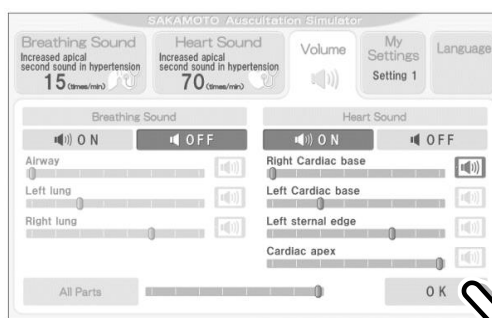 SAKAMOTO Auscultation Simulator
Breathing Sound
Increased apical
second sound in hypertension
15 (times/min)
Heart Sound
Increased apical
second sound in hypertension
70 (times/min)
Volume
My
Settings
Setting 1
Language
Breathing Sound
ON
OFF
Airway
Left lung
Right lung
Heart Sound
ON
OFF
Right Cardiac base
Left Cardiac base
Left sternal edge
Cardiac apex
All Parts
OK